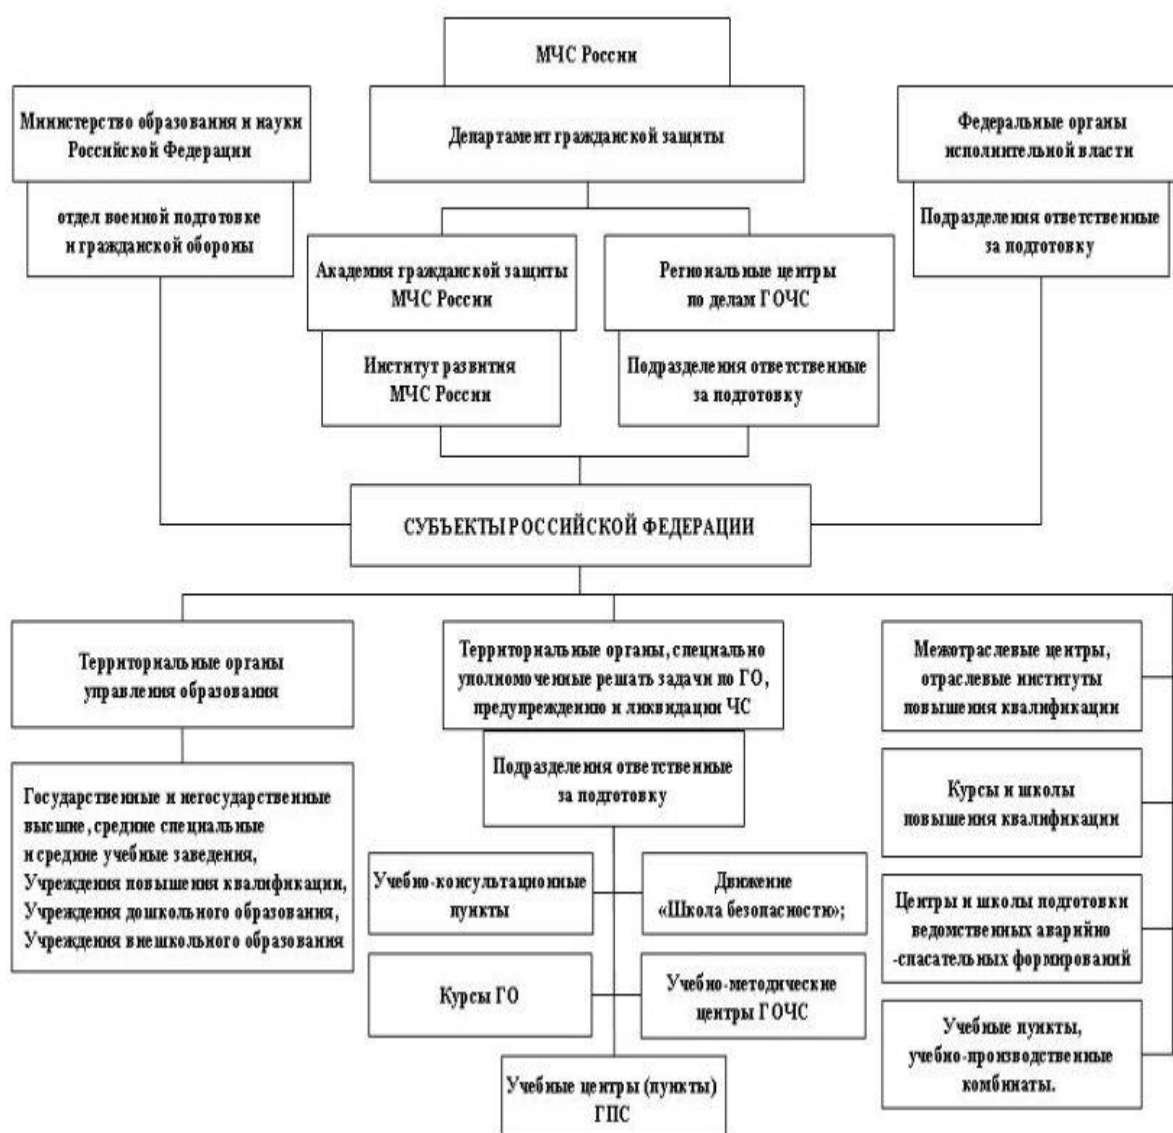 МЧС России
Министерство образования и науки
Российской Федерации
Департамент гражданской защиты
Федеральные органы
исполнительной власти
отдел военной подготовке
и гражданской обороны
Подразделения ответственные
за подготовку
Академия гражданской защиты
МЧС России
Региональные центры
по делам ГОЧС
Институт развития
МЧС России
Подразделения ответственные
за подготовку
СУБЪЕКТЫ РОССИЙСКОЙ ФЕДЕРАЦИИ
Территориальные органы
управления образования
Территориальные органы, специально
уполномоченные решать задачи по ГО,
предупреждению и ликвидации ЧС
Межотраслевые центры,
отраслевые институты
повышения квалификации
Подразделения ответственные
за подготовку
Государственные и негосударственные
высшие, средние специальные
и средние учебные заведения,
Учреждения повышения квалификации,
Учреждения дошкольного образования,
Учреждения внешкольного образования
Курсы и школы
повышения квалификации
Учебно-консультационные
пункты
Движение
«Школа безопасности»;
Центры и школы подготовки
ведомственных аварийно
-спасательных формирований
Курсы ГО
Учебно-методические
центры ГОЧС
Учебные пункты,
учебно-производственные
комбинаты.
Учебные центры (пункты)
ГПС